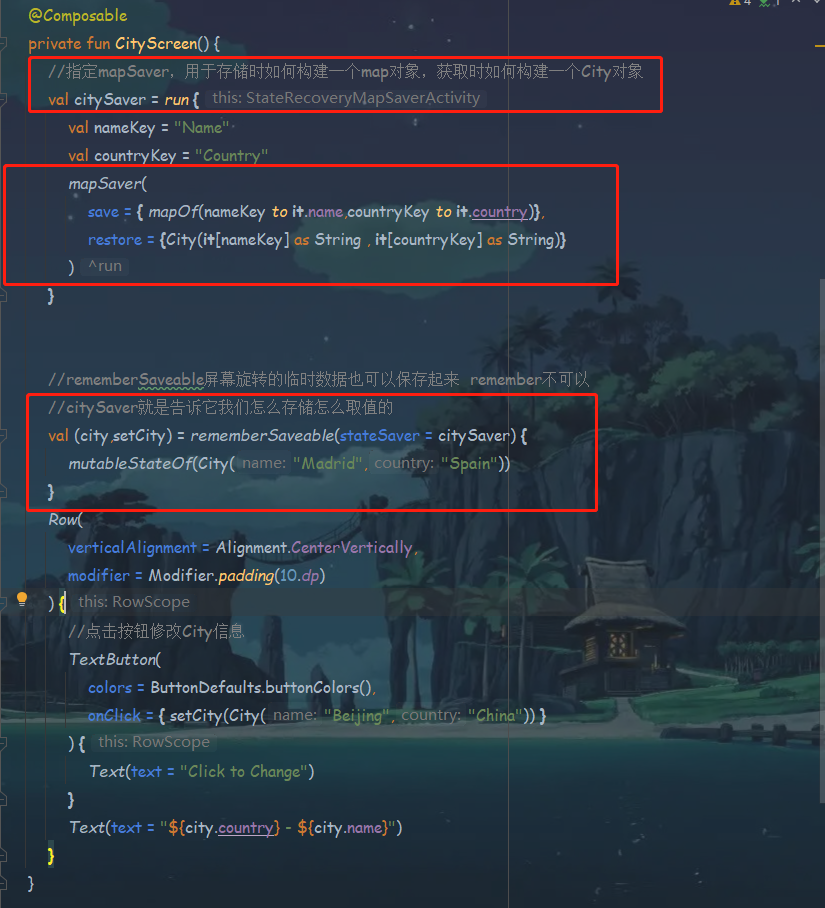 4
@Composable
private fun CityScreen() {
//指定mapSaver，用于存储时如何构建一个map对象，获取时如何构建一个City对象
val citySaver = run { this: StateRecoveryMapSaverActivity
val nameKey = "Name"
val countryKey = "Country"
mapSaver(
save = { mapOf(nameKey to it.name,countryKey to it.country)},
restore = {City(it[nameKey] as String , it[countryKey] as String)}
) ^run
}
//rememberSaveable屏幕旋转的临时数据也可以保存起来 remember不可以
//citySaver就是告诉它我们怎么存储怎么取值的
val (city,setCity) = rememberSaveable(stateSaver = citySaver) {
mutableStateOf(City( name: "Madrid", country: "Spain"))
}
Row(
verticalAlignment = Alignment.CenterVertically,
modifier = Modifier.padding(10.dp)
) { this: RowScope
//点击按钮修改City信息
TextButton(
colors = ButtonDefaults.buttonColors(),
onClick = { setCity(City( name: "Beijing", country: "China")) }
) { this: RowScope
Text(text = "Click to Change")
}
Text(text = "${city.country} - ${city.name}")
}
}